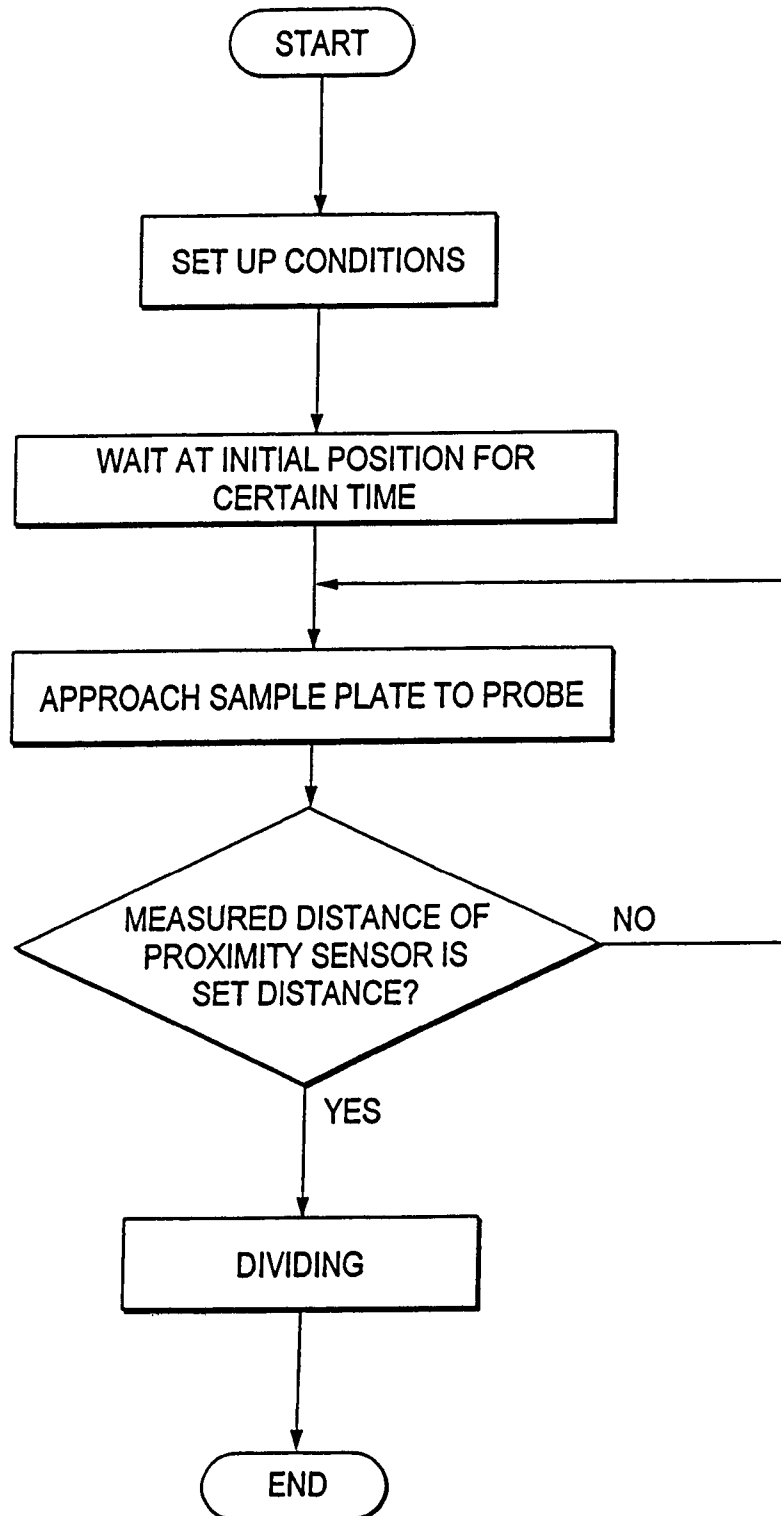 START
SET UP CONDITIONS
WAIT AT INITIAL POSITION FOR
CERTAIN TIME
APPROACH SAMPLE PLATE TO PROBE
MEASURED DISTANCE OF
PROXIMITY SENSOR IS
SET DISTANCE?
NO
YES
DIVIDING
END